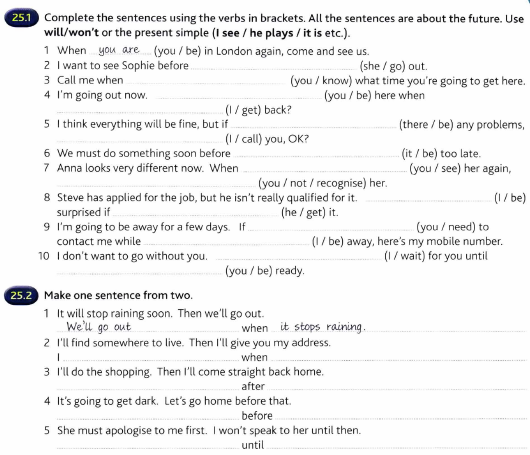 25.1 Complete the sentences using the verbs in brackets. All the sentences are about the future. Use
will/won't or the present simple (I see / he plays / it is etc.).
1 When you are (you / be) in London again, come and see us.
2 I want to see Sophie before (she / go) out.
3 Call me when (you / know) what time you're going to get here.
4 I'm going out now. (you / be) here when
(I / get) back?
5 I think everything will be fine, but if (there / be) any problems,
(I / call) you, OK?
6 We must do something soon before (it / be) too late.
7 Anna looks very different now. When (you / see) her again,
(you / not / recognise) her.
8 Steve has applied for the job, but he isn't really qualified for it. (I / be)
surprised if (he / get) it.
9 I'm going to be away for a few days. If (you / need) to
contact me while (I / be) away, here's my mobile number.
10 I don't want to go without you. (I / wait) for you until
(you / be) ready.
25.2 Make one sentence from two.
1 It will stop raining soon. Then we'll go out.
We'll go out when it stops raining.
2 I'll find somewhere to live. Then I'll give you my address.
I when
3 I'll do the shopping. Then I'll come straight back home.
after
4 It's going to get dark. Let's go home before that.
before
5 She must apologise to me first. I won't speak to her until then.
until